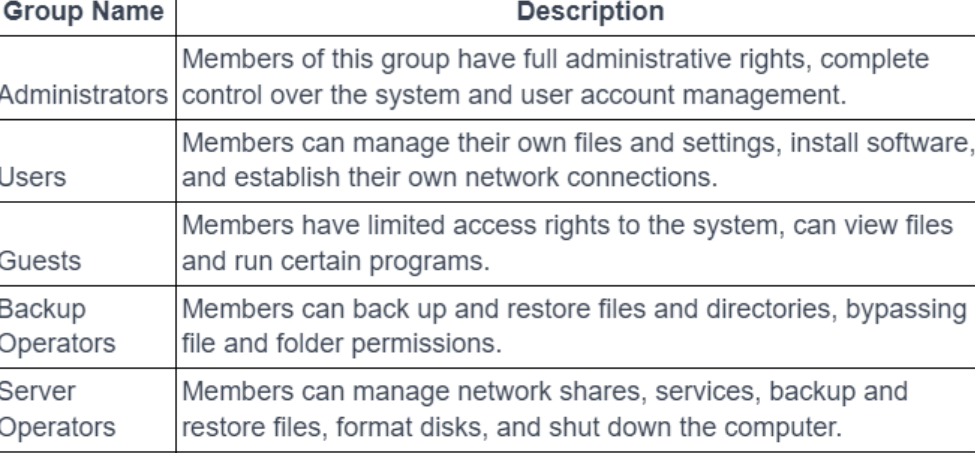 Group Name Description
Members of this group have full administrative rights, complete
Administrators control over the system and user account management.
Members can manage their own files and settings, install software,
Users and establish their own network connections.
Members have limited access rights to the system, can view files
Guests and run certain programs.
Backup Members can back up and restore files and directories, bypassing
Operators file and folder permissions.
Server Members can manage network shares, services, backup and
Operators restore files, format disks, and shut down the computer.